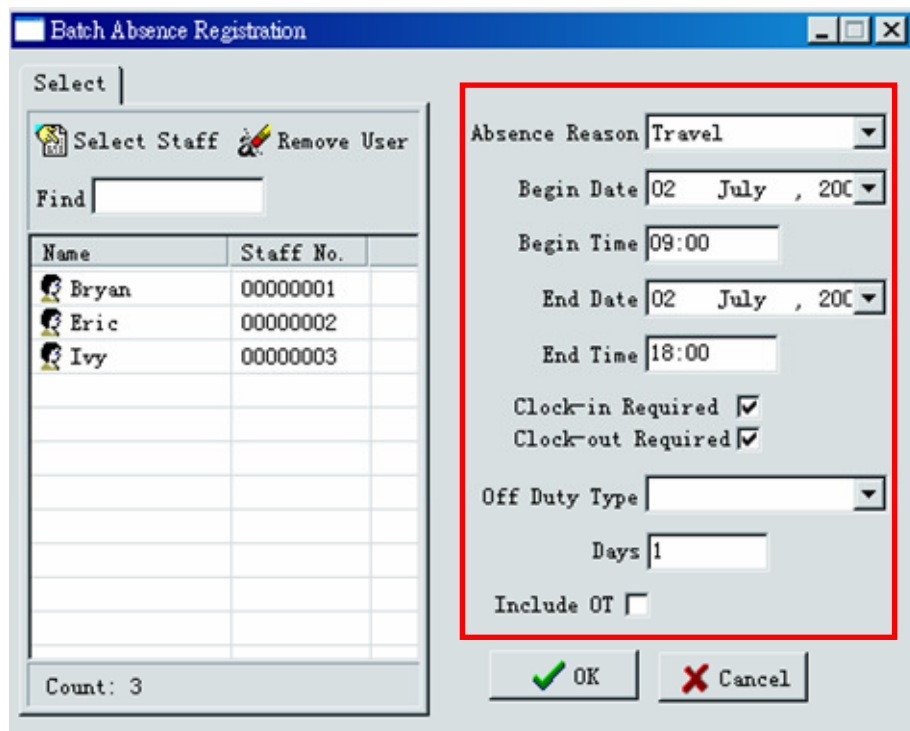 Batch Absence Registration
Select
Select Staff Remove User
Find
Name Staff No.
Bryan 00000001
Eric 00000002
Ivy 00000003
Count: 3
Absence Reason Travel
Begin Date 02 July , 200
Begin Time 09:00
End Date 02 July , 200
End Time 18:00
Clock-in Required
Clock-out Required
Off Duty Type
Days 1
Include OT
OK Cancel